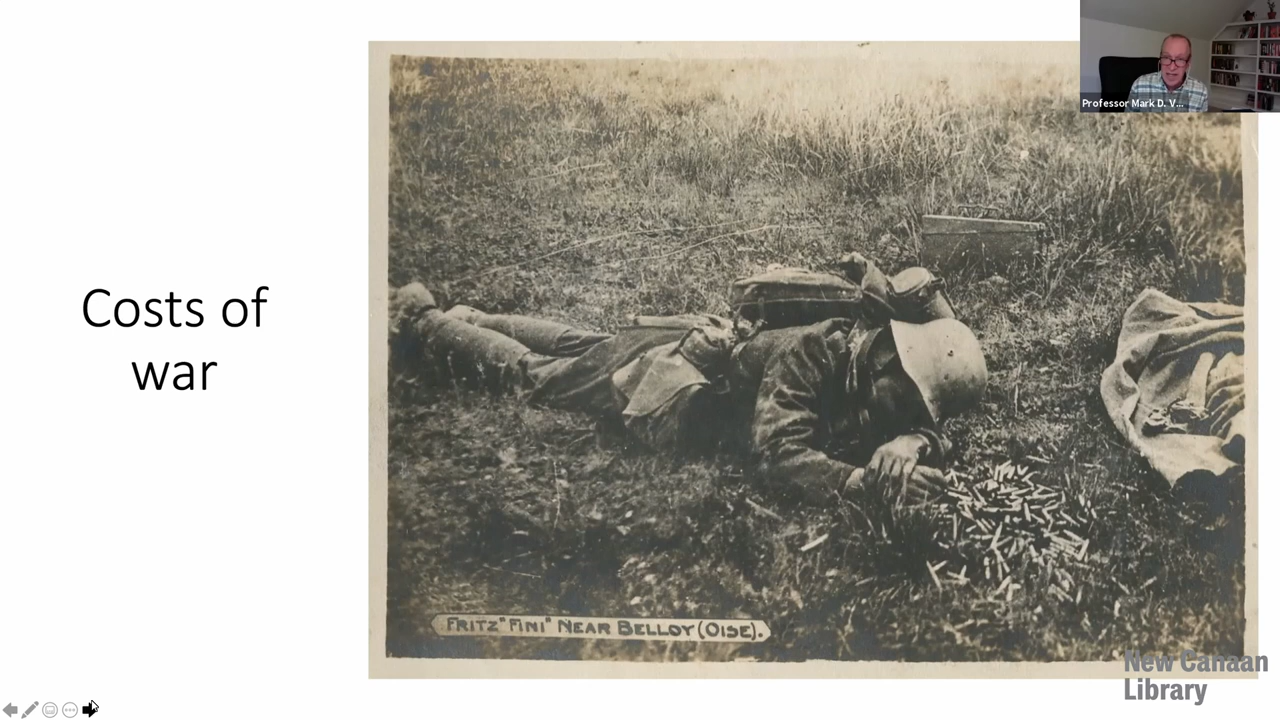 Costs of
war
Professor Mark D. V...
FRITZ "FINI" NEAR BELLOY (OISE).
New Canaan
Library